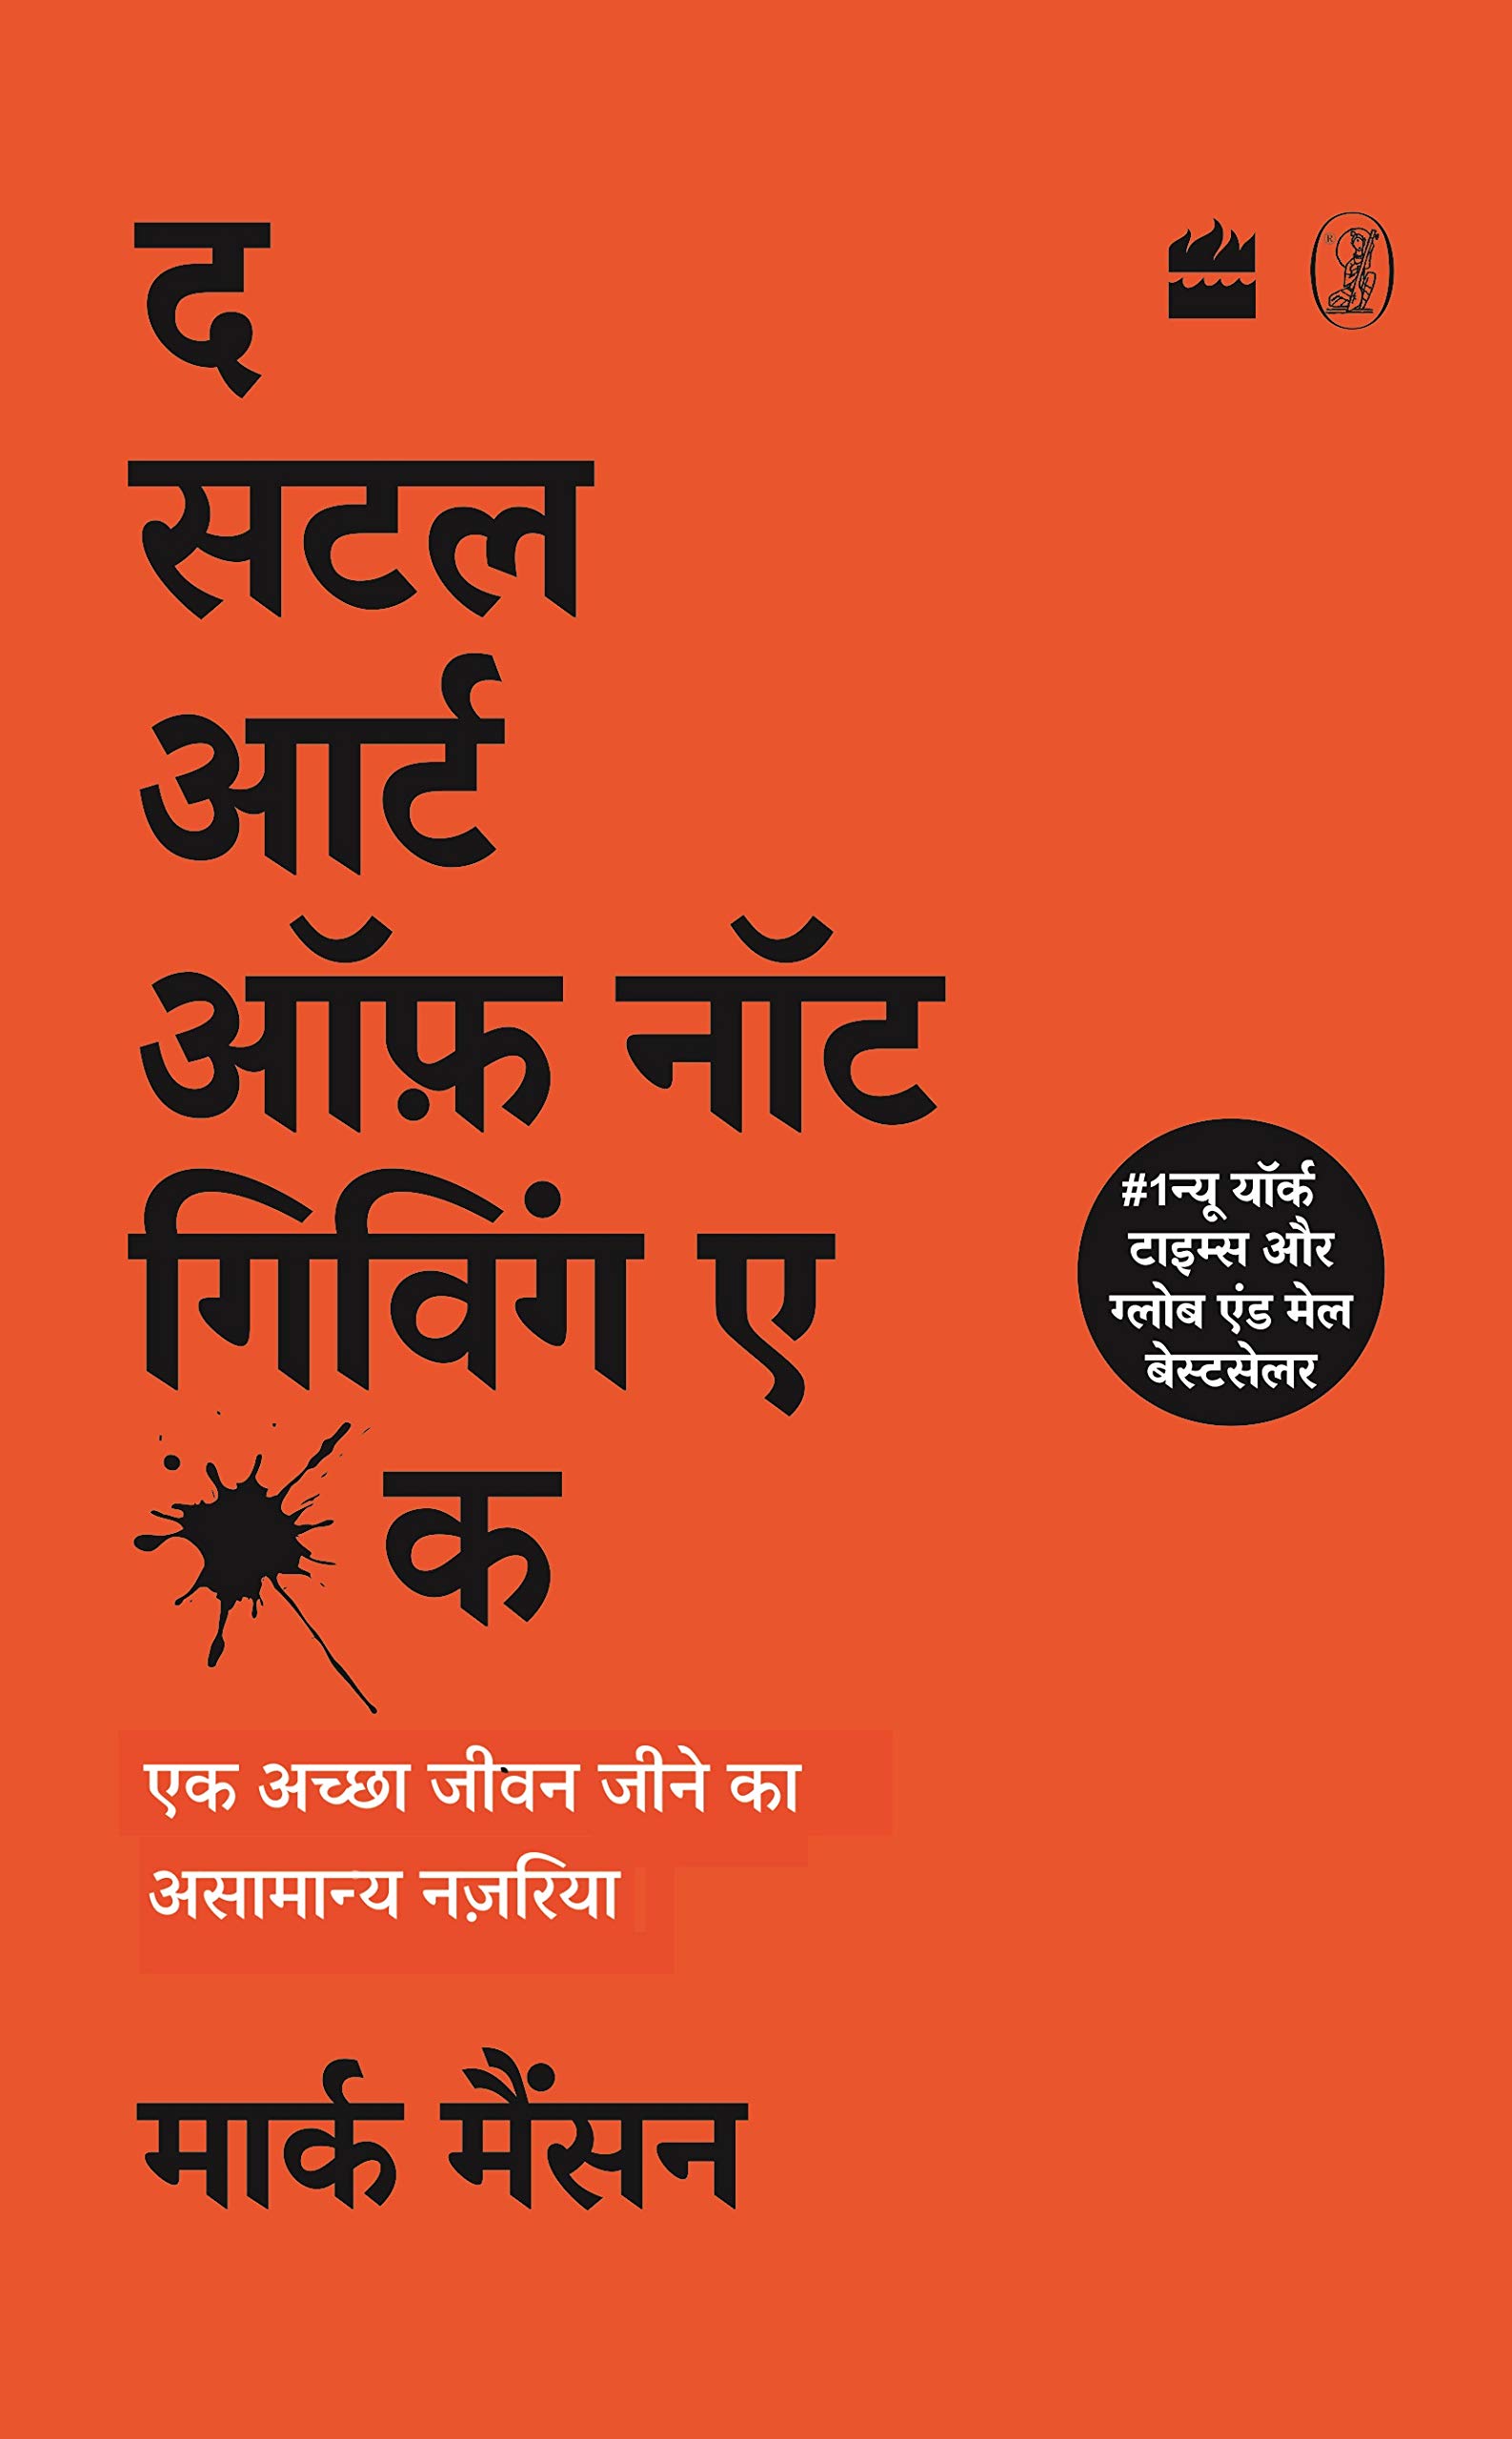 द
सटल
आर्ट
ऑफ़ नॉट
गिविंग ए
क
#1न्यू यॉर्क
टाइम्स और
ग्लोब एंड मेल
बेस्टसेलर
एक अच्छा जीवन जीने का
असामान्य नज़रिया
मार्क मैंसन